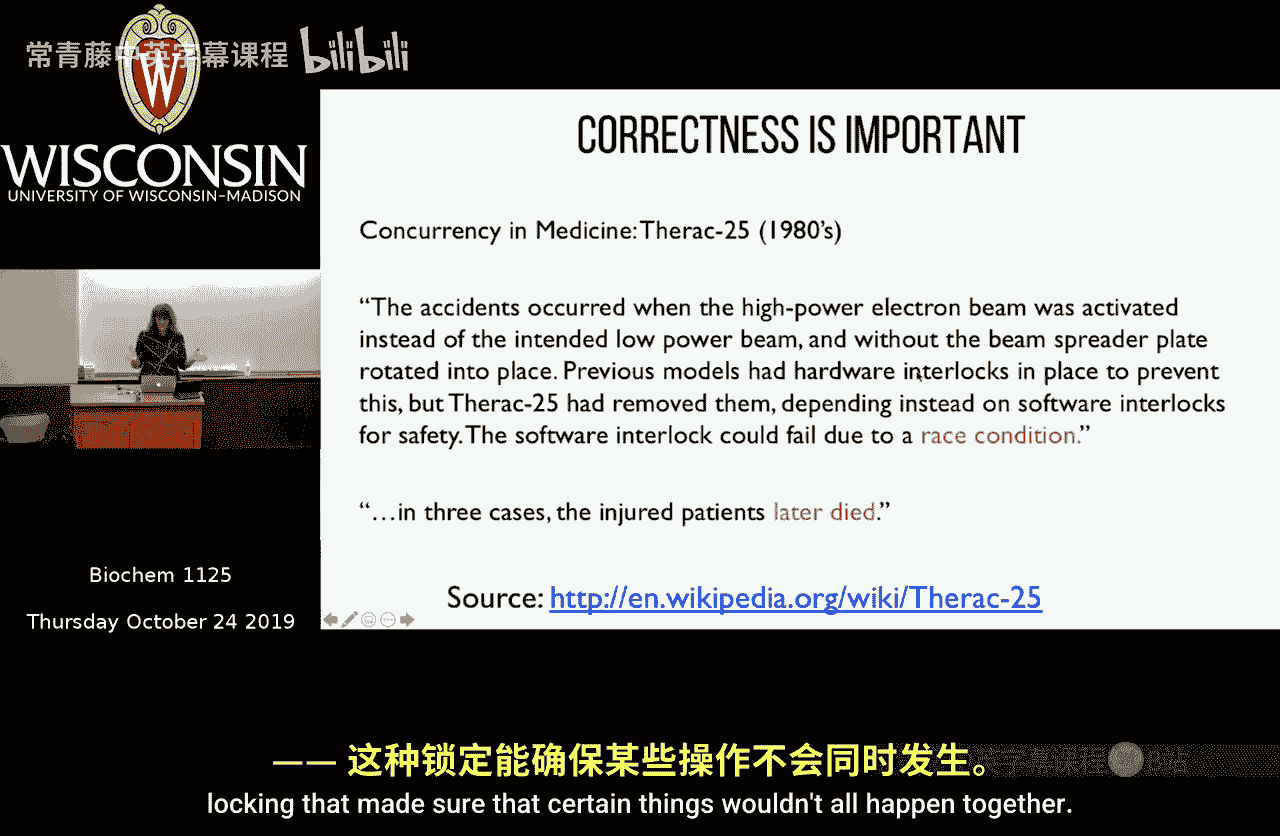 常青藤中英字幕课程 bilibili
W
WISCONSIN
UNIVERSITY OF WISCONSIN–MADISON
CORRECTNESS IS IMPORTANT
Concurrency in Medicine: Therac-25 (1980’s)
“The accidents occurred when the high-power electron beam was activated
instead of the intended low power beam, and without the beam spreader plate
rotated into place. Previous models had hardware interlocks in place to prevent
this, but Therac-25 had removed them, depending instead on software interlocks
for safety. The software interlock could fail due to a race condition.”
“…in three cases, the injured patients later died.”
Source: http://en.wikipedia.org/wiki/Therac-25
Biochem 1125
Thursday October 24 2019
—— 这种锁定能确保某些操作不会同时发生。
英字幕课程 B站
locking that made sure that certain things wouldn't all happen together.